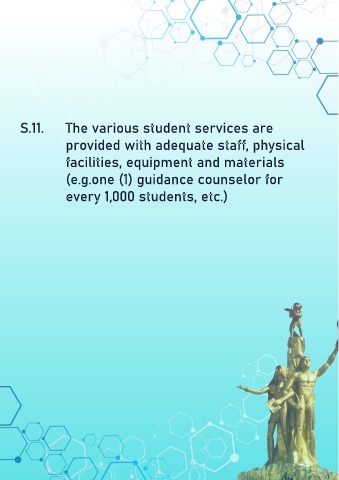 S.11. The various student services are
provided with adequate staff, physical
facilities, equipment and materials
(e.g.one (1) guidance counselor for
every 1,000 students, etc.)